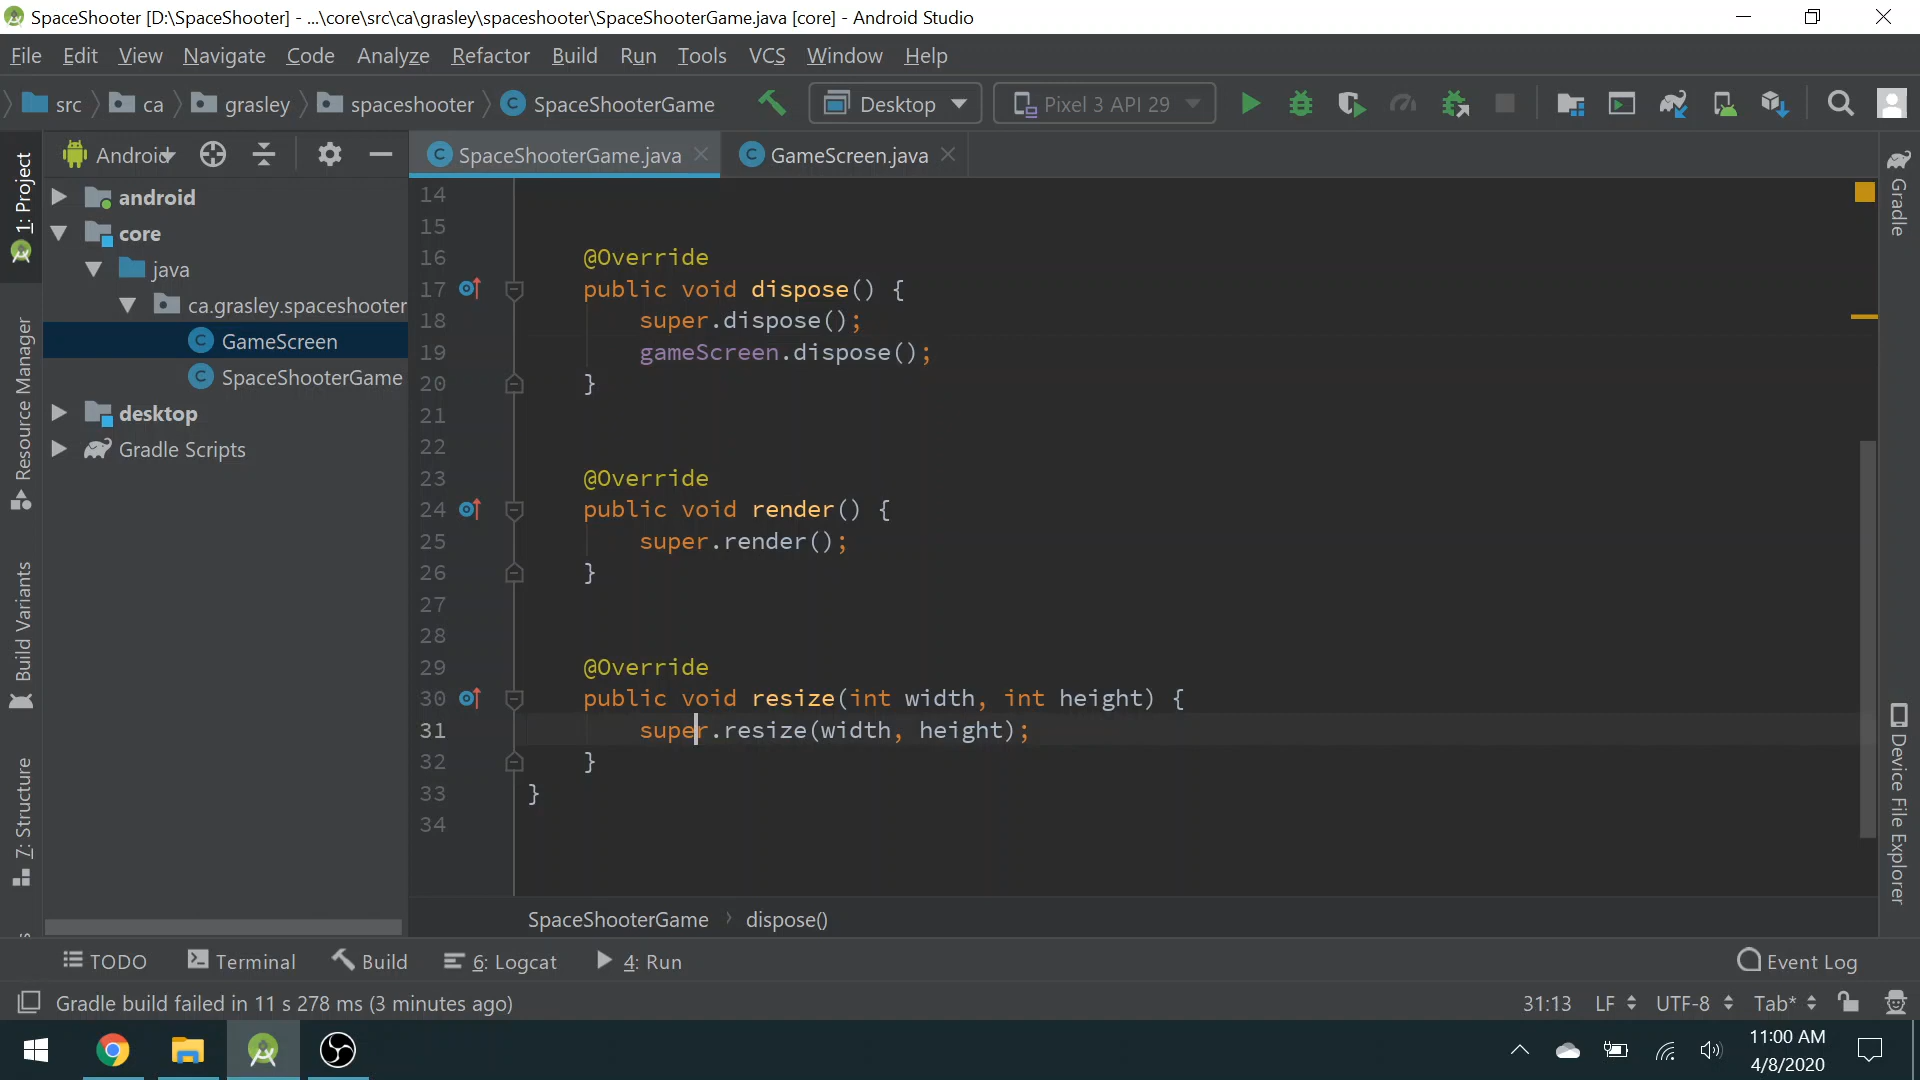 SpaceShooter [D:\SpaceShooter] - ...\core\src\ca\grasley\spaceshooter\SpaceShooterGame.java [core] - Android Studio
File Edit View Navigate Code Analyze Refactor Build Run Tools VCS Window Help
src ca grasley spaceshooter SpaceShooterGame Desktop Pixel 3 API 29
Android SpaceShooterGame.java GameScreen.java
1: Project
Resource Manager
Build Variants
7: Structure
android
core
java
ca.grasley.spaceshooter
GameScreen
SpaceShooterGame
desktop
Gradle Scripts
14
15
16 @Override
17 public void dispose() {
18 super.dispose();
19 gameScreen.dispose();
20 }
21
22
23 @Override
24 public void render() {
25 super.render();
26 }
27
28
29 @Override
30 public void resize(int width, int height) {
31 super.resize(width, height);
32 }
33 }
34
Gradle
Device File Explorer
SpaceShooterGame dispose()
TODO Terminal Build 6: Logcat 4: Run Event Log
Gradle build failed in 11 s 278 ms (3 minutes ago) 31:13 LF UTF-8 Tab*
11:00 AM
4/8/2020